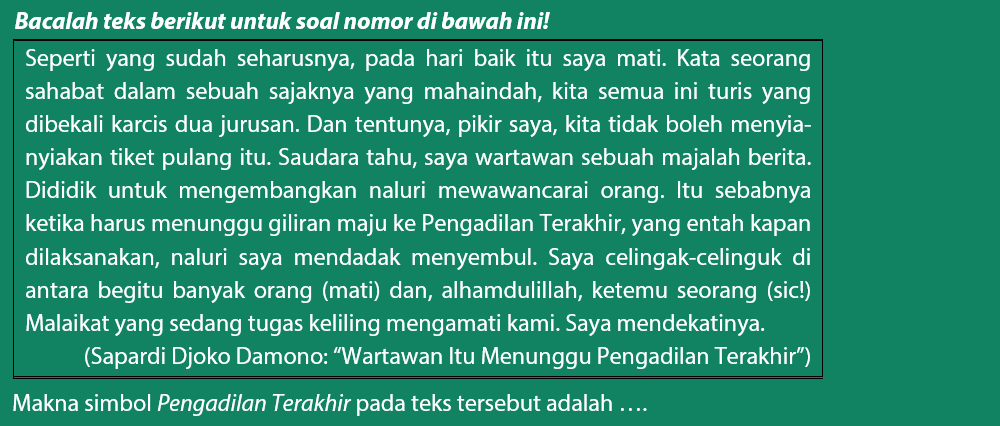 Bacalah teks berikut untuk soal nomor di bawah ini!
Seperti yang sudah seharusnya, pada hari baik itu saya mati. Kata seorang
sahabat dalam sebuah sajaknya yang mahaindah, kita semua ini turis yang
dibekali karcis dua jurusan. Dan tentunya, pikir saya, kita tidak boleh menyia-
nyiakan tiket pulang itu. Saudara tahu, saya wartawan sebuah majalah berita.
Dididik untuk mengembangkan naluri mewawancarai orang. Itu sebabnya
ketika harus menunggu giliran maju ke Pengadilan Terakhir, yang entah kapan
dilaksanakan, naluri saya mendadak menyembul. Saya celingak-celinguk di
antara begitu banyak orang (mati) dan, alhamdulillah, ketemu seorang (sic!)
Malaikat yang sedang tugas keliling mengamati kami. Saya mendekatinya.
(Sapardi Djoko Damono: “Wartawan Itu Menunggu Pengadilan Terakhir”)
Makna simbol Pengadilan Terakhir pada teks tersebut adalah ….